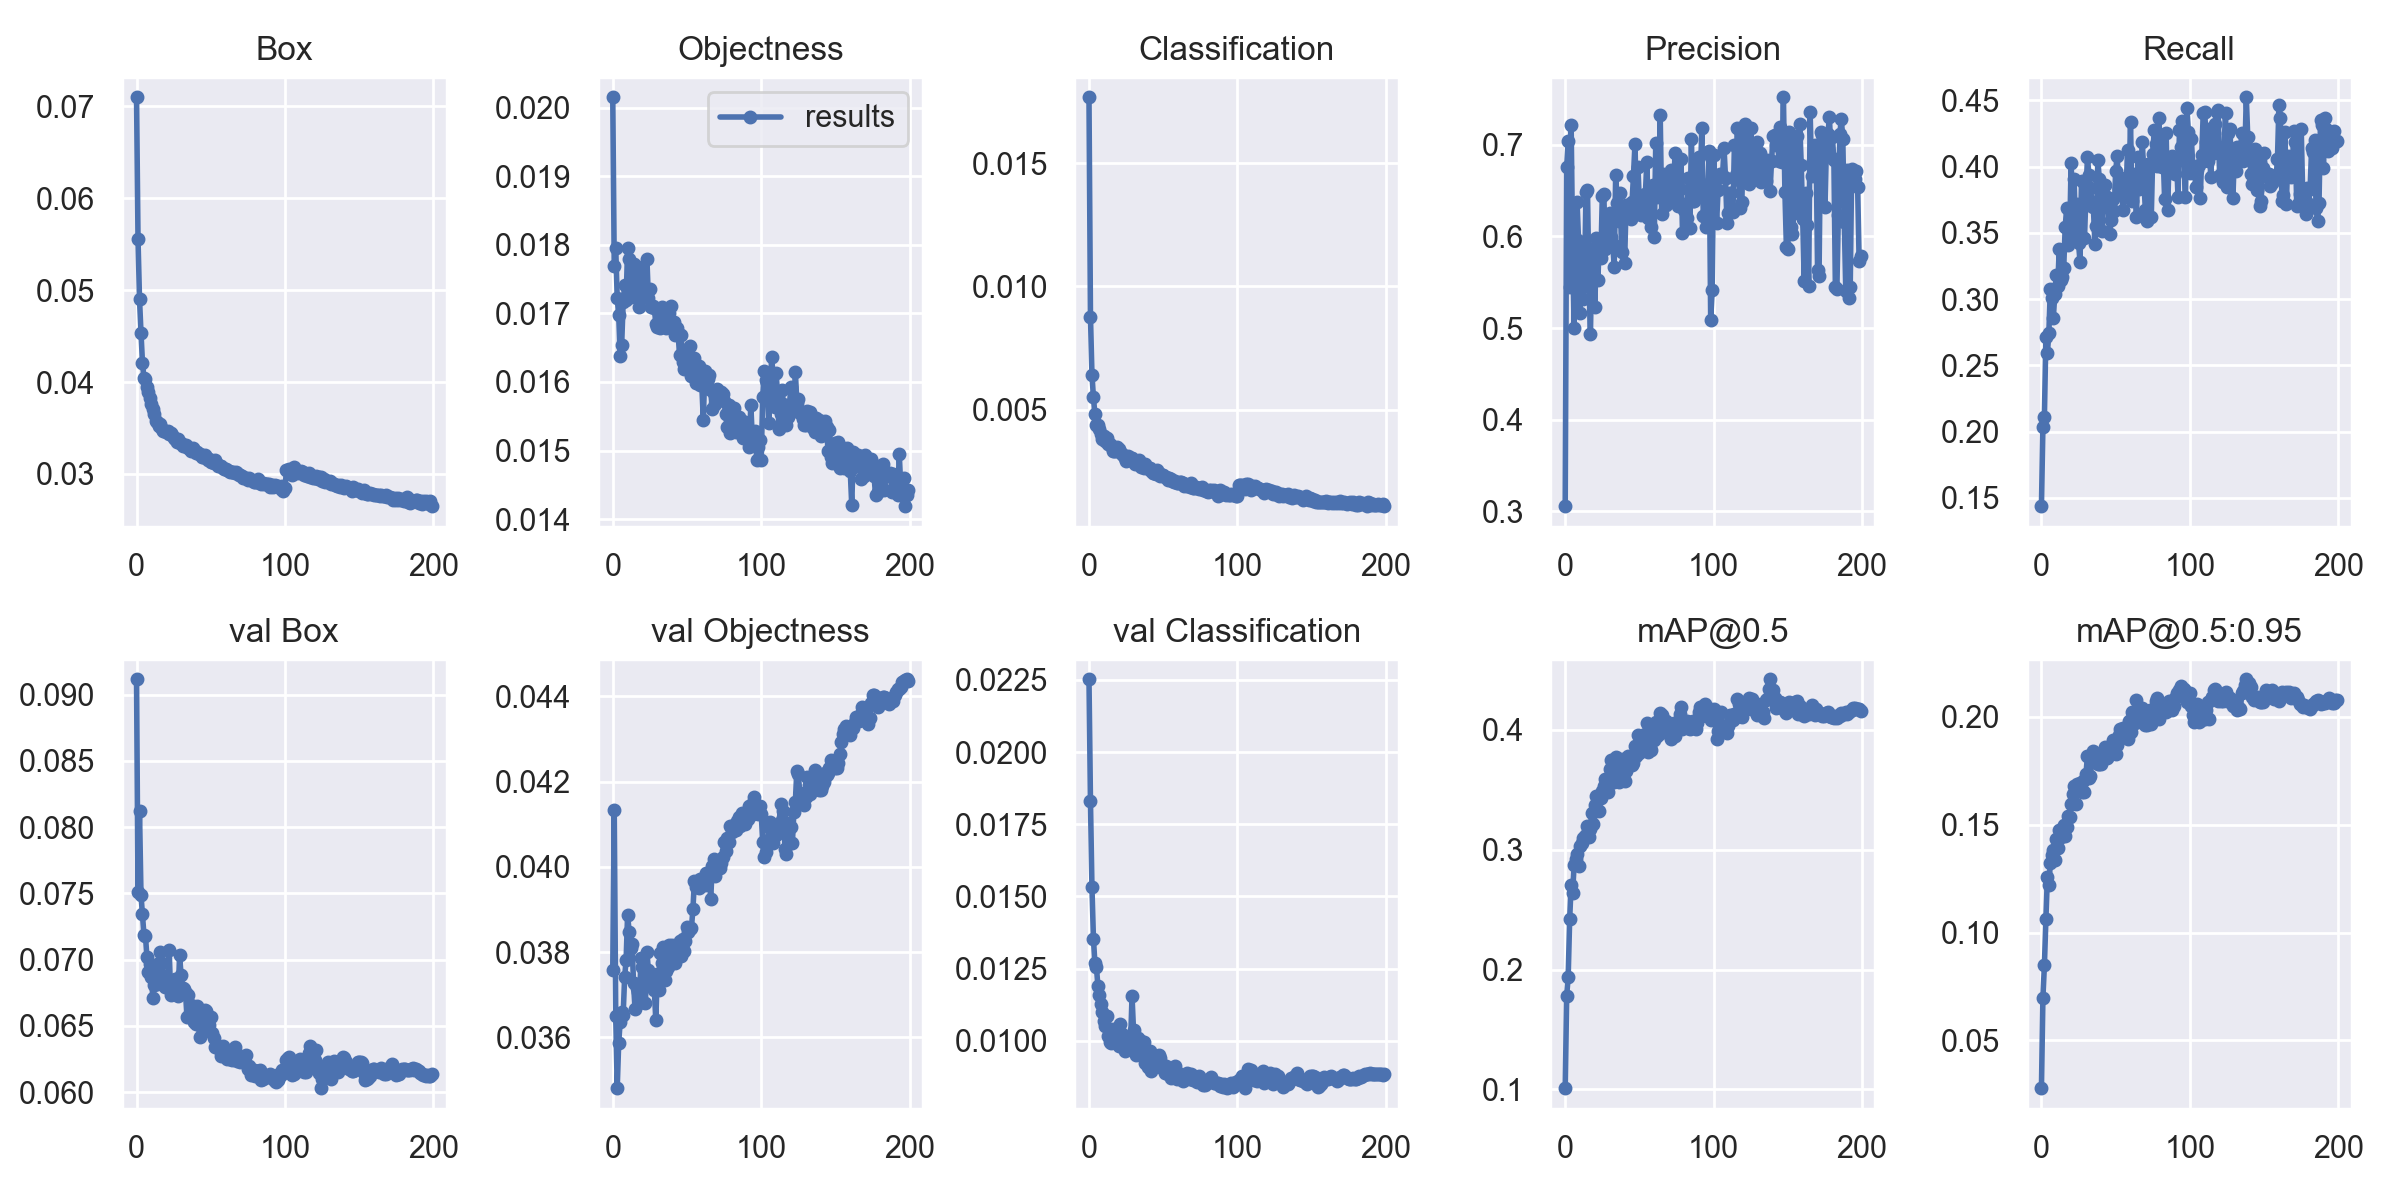 Box
0.07
0.06
0.05
0.04
0.03
0 100 200
Objectness
results
0.020
0.019
0.018
0.017
0.016
0.015
0.014
0 100 200
Classification
0.015
0.010
0.005
0 100 200
Precision
0.7
0.6
0.5
0.4
0.3
0 100 200
Recall
0.45
0.40
0.35
0.30
0.25
0.20
0.15
0 100 200
val Box
0.090
0.085
0.080
0.075
0.070
0.065
0.060
0 100 200
val Objectness
0.044
0.042
0.040
0.038
0.036
0 100 200
val Classification
0.0225
0.0200
0.0175
0.0150
0.0125
0.0100
0 100 200
mAP@0.5
0.4
0.3
0.2
0.1
0 100 200
mAP@0.5:0.95
0.20
0.15
0.10
0.05
0 100 200